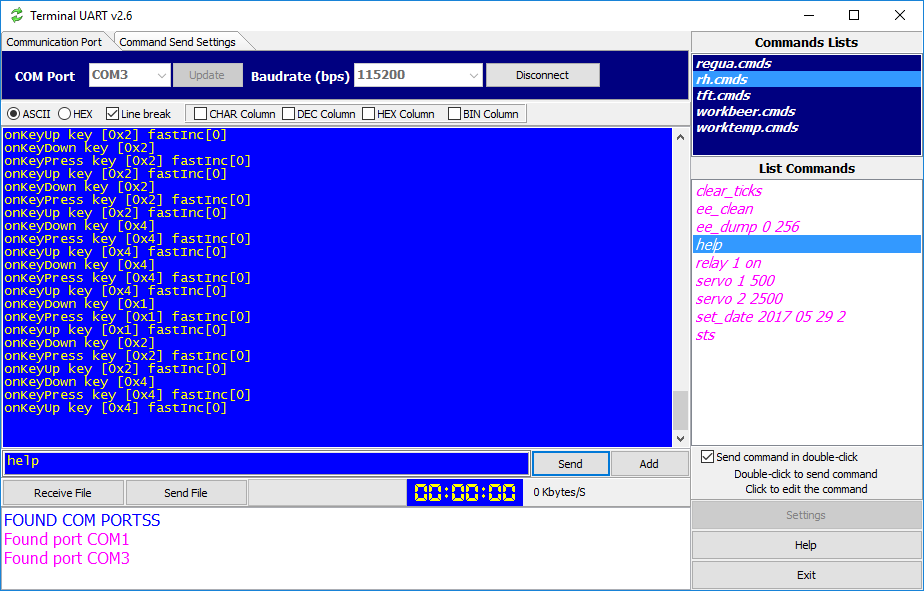 Terminal UART v2.6
Communication Port Command Send Settings
COM Port COM3 Update Baudrate (bps) 115200 Disconnect
ASCII HEX Line break CHAR Column DEC Column HEX Column BIN Column
onKeyUp key [0x2] fastInc[0]
onKeyDown key [0x2]
onKeyPress key [0x2] fastInc[0]
onKeyUp key [0x2] fastInc[0]
onKeyDown key [0x2]
onKeyPress key [0x2] fastInc[0]
onKeyUp key [0x2] fastInc[0]
onKeyDown key [0x4]
onKeyPress key [0x4] fastInc[0]
onKeyUp key [0x4] fastInc[0]
onKeyDown key [0x4]
onKeyPress key [0x4] fastInc[0]
onKeyUp key [0x4] fastInc[0]
onKeyDown key [0x1]
onKeyPress key [0x1] fastInc[0]
onKeyUp key [0x1] fastInc[0]
onKeyDown key [0x2]
onKeyPress key [0x2] fastInc[0]
onKeyUp key [0x2] fastInc[0]
onKeyDown key [0x4]
onKeyPress key [0x4] fastInc[0]
onKeyUp key [0x4] fastInc[0]
help
Send Add
Receive File Send File 00:00:00 0 Kbytes/S
FOUND COM PORTSS
Found port COM1
Found port COM3
Commands Lists
regua.cmds
rh.cmds
tft.cmds
workbeer.cmds
worktemp.cmds
List Commands
clear_ticks
ee_clean
ee_dump 0 256
help
relay 1 on
servo 1 500
servo 2 2500
set_date 2017 05 29 2
sts
Send command in double-click
Double-click to send command
Click to edit the command
Settings
Help
Exit